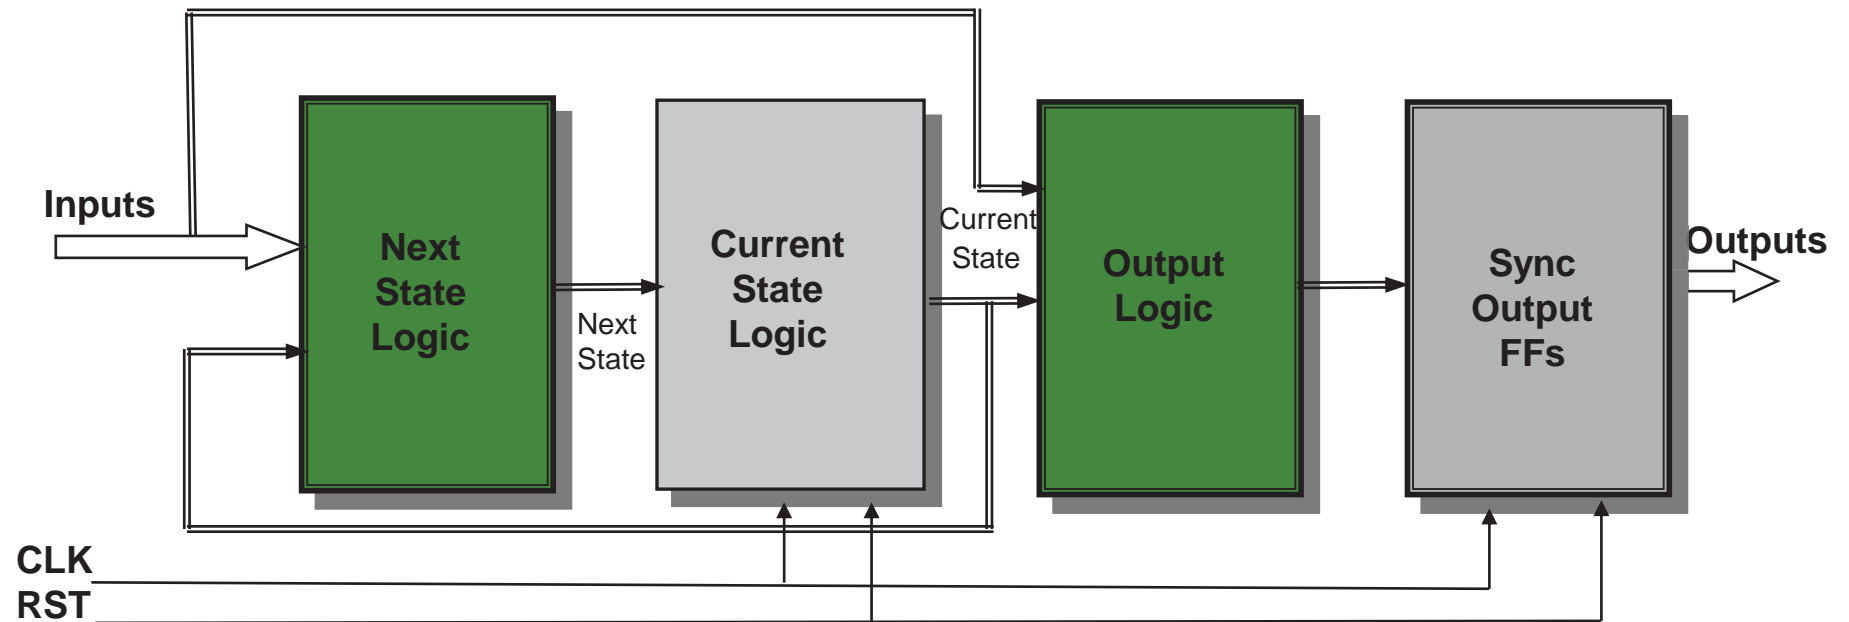 Inputs
Next
State
Logic
Next
State
Current
State
Logic
Current
State
Output
Logic
Sync
Output
FFs
Outputs
CLK
RST